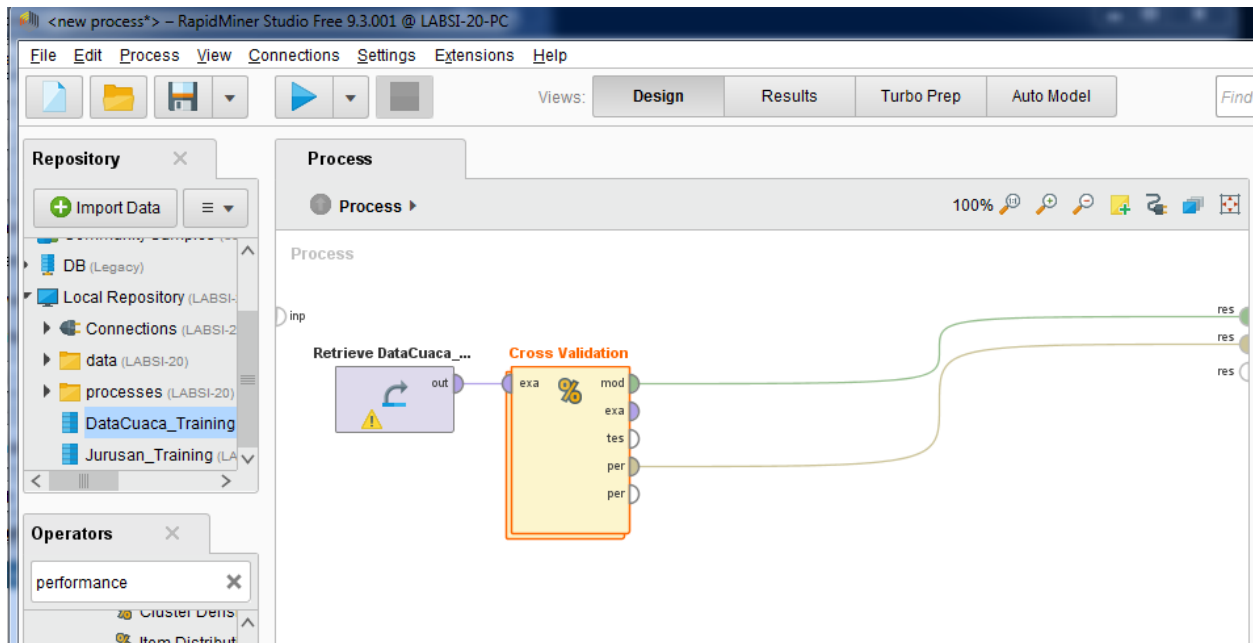 <new process*> – RapidMiner Studio Free 9.3.001 @ LABSI-20-PC
File Edit Process View Connections Settings Extensions Help
Views: Design Results Turbo Prep Auto Model Find
Repository
Import Data
DB (Legacy)
Local Repository (LABSI-
Connections (LABSI-2
data (LABSI-20)
processes (LABSI-20)
DataCuaca_Training
Jurusan_Training (LA
Operators
performance
Cluster Dens
Item Distribut
Process
Process
100%
Process
inp
Retrieve DataCuaca_...
out
Cross Validation
exa
mod
exa
tes
per
per
res
res
res